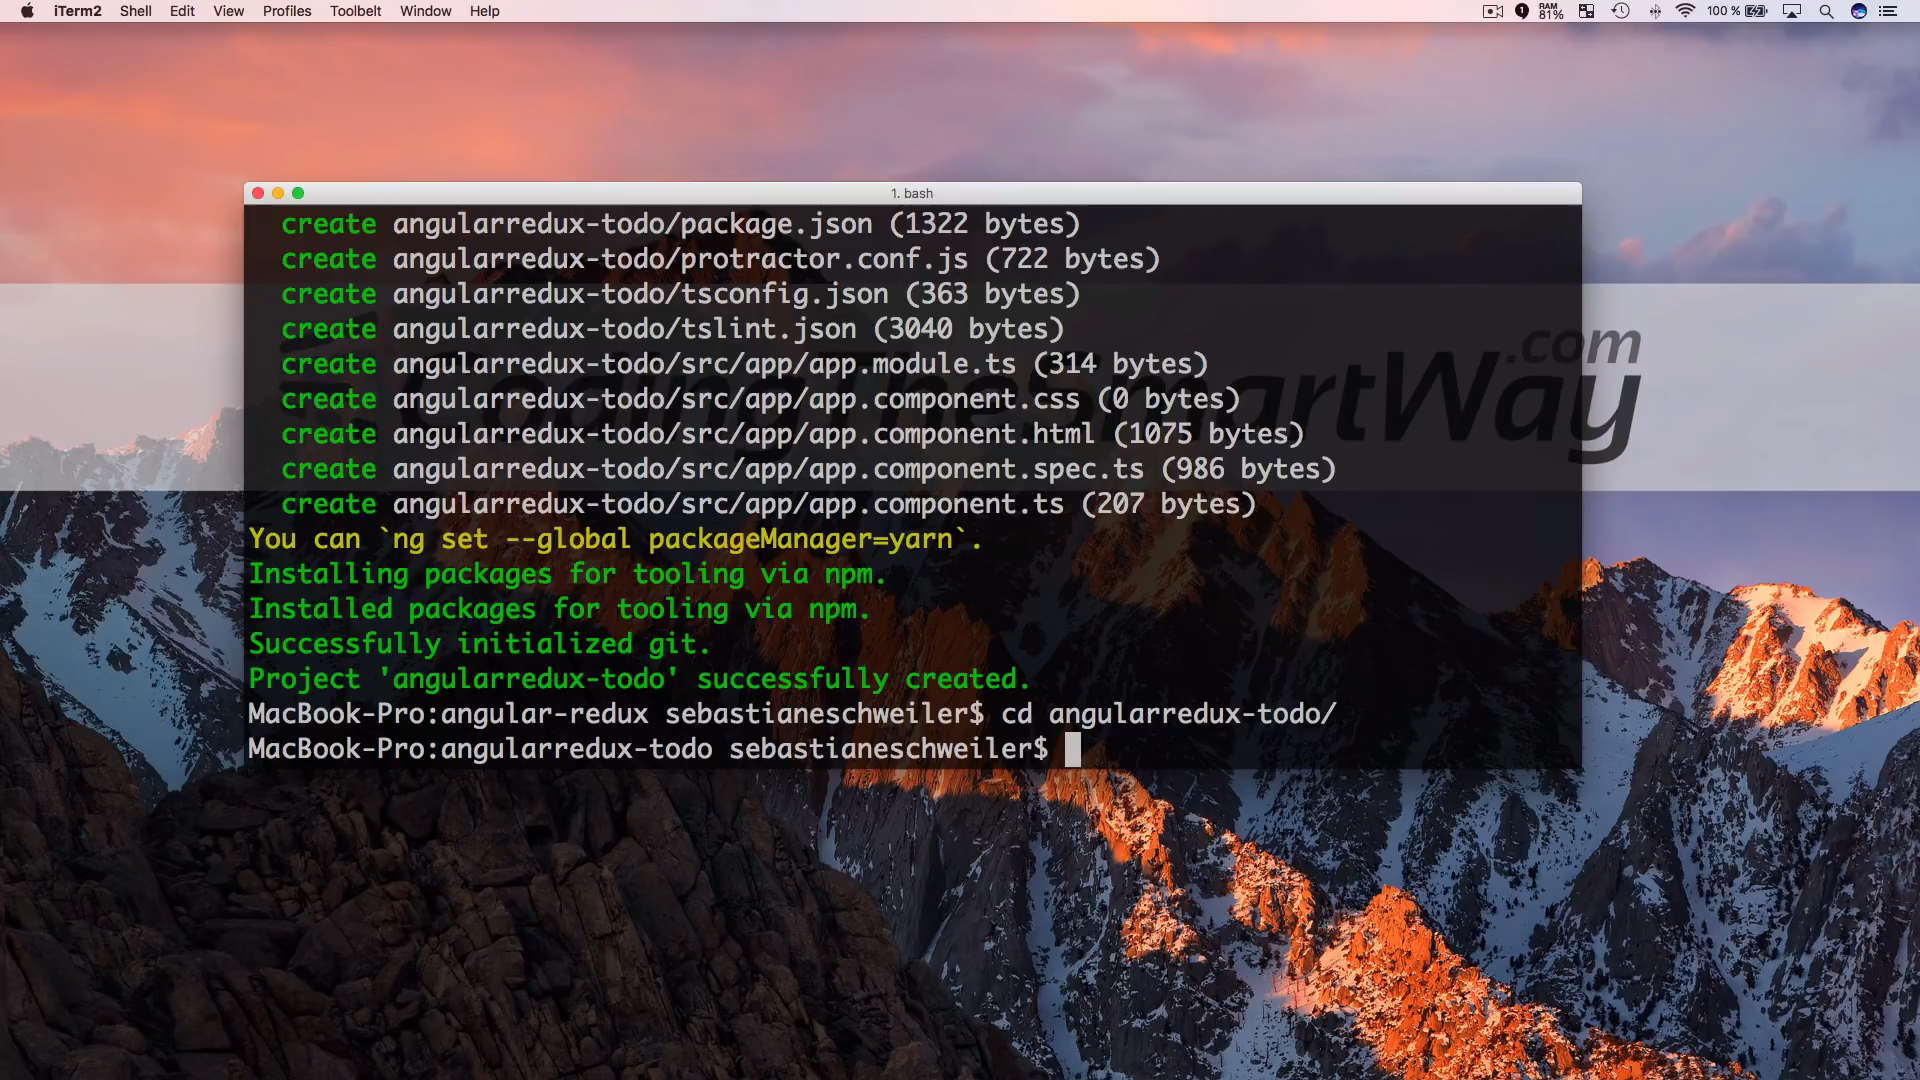 iTerm2 Shell Edit View Profiles Toolbelt Window Help
RAM 81% 100 %
1. bash
create angularredux-todo/package.json (1322 bytes)
create angularredux-todo/protractor.conf.js (722 bytes)
create angularredux-todo/tsconfig.json (363 bytes)
create angularredux-todo/tslint.json (3040 bytes)
create angularredux-todo/src/app/app.module.ts (314 bytes)
create angularredux-todo/src/app/app.component.css (0 bytes)
create angularredux-todo/src/app/app.component.html (1075 bytes)
create angularredux-todo/src/app/app.component.spec.ts (986 bytes)
create angularredux-todo/src/app/app.component.ts (207 bytes)
You can `ng set --global packageManager=yarn`.
Installing packages for tooling via npm.
Installed packages for tooling via npm.
Successfully initialized git.
Project 'angularredux-todo' successfully created.
MacBook-Pro:angular-redux sebastianeschweiler$ cd angularredux-todo/
MacBook-Pro:angularredux-todo sebastianeschweiler$
CodingTheSmartWay.com